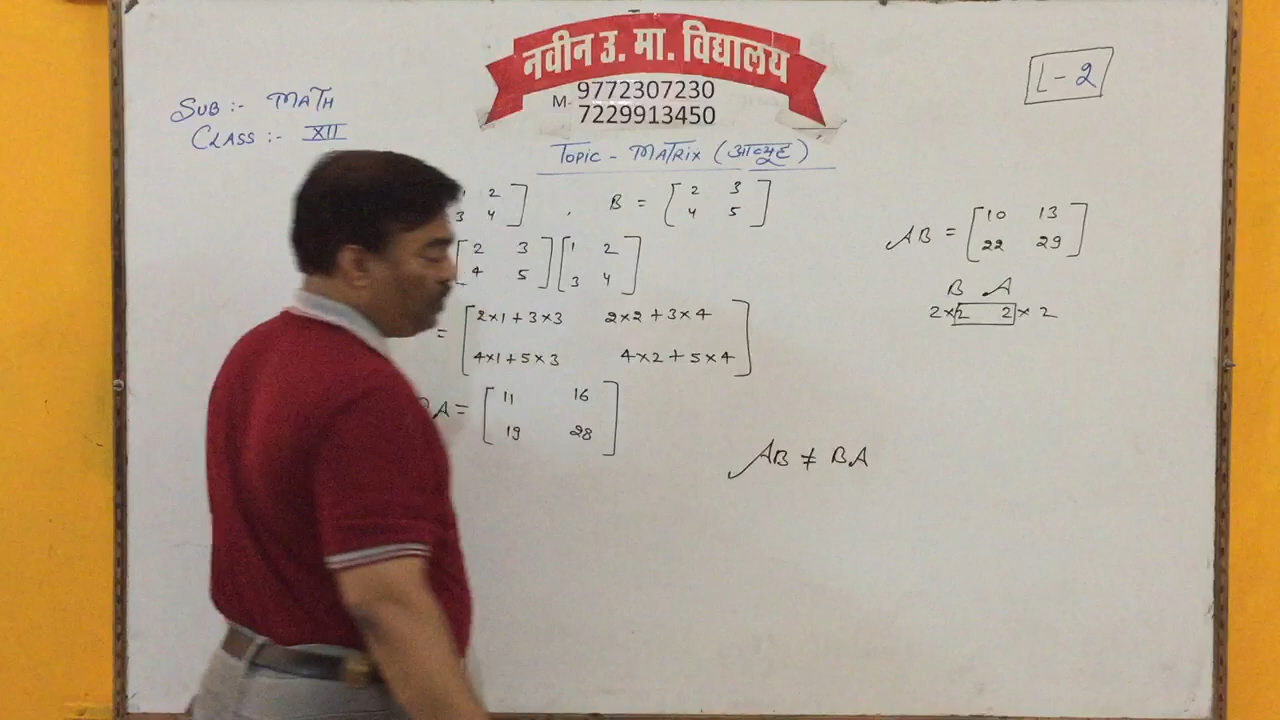 नवीन उ. मा. विद्यालय
M- 9772307230
7229913450
L-2
SUB :- MATH
CLASS :- XII
TOPIC - MATRIX (आव्यूह)
2
3 4 ] , B = [ 2 3
4 5 ]
[ 2 3
4 5 ] [ 1 2
3 4 ]
= [ 2×1+3×3 2×2+3×4
4×1+5×3 4×2+5×4 ]
A = [ 11 16
19 28 ]
AB = [ 10 13
22 29 ]
B A
2×2 2×2
AB ≠ BA